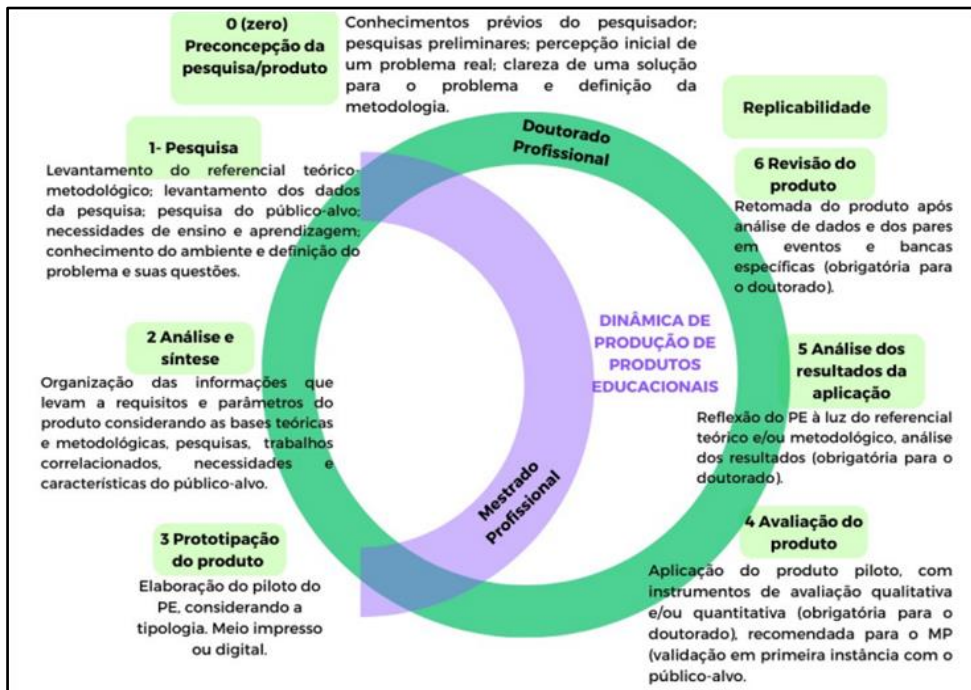 0 (zero)
Preconcepção da
pesquisa/produto
Conhecimentos prévios do pesquisador;
pesquisas preliminares; percepção inicial de
um problema real; clareza de uma solução
para o problema e definição da
metodologia.
1- Pesquisa
Levantamento do referencial teórico-
metodológico; levantamento dos dados
da pesquisa; pesquisa do público-alvo;
necessidades de ensino e aprendizagem;
conhecimento do ambiente e definição do
problema e suas questões.
2 Análise e
síntese
Organização das informações que
levam a requisitos e parâmetros do
produto considerando as bases teóricas
e metodológicas, pesquisas, trabalhos
correlacionados, necessidades e
características do público-alvo.
3 Prototipação
do produto
Elaboração do piloto do
PE, considerando a
tipologia. Meio impresso
ou digital.
Doutorado
Profissional
DINÂMICA DE
PRODUÇÃO DE
PRODUTOS
EDUCACIONAIS
Mestrado
Profissional
Replicabilidade
6 Revisão do
produto
Retomada do produto após
análise de dados e dos pares
em eventos e bancas
específicas (obrigatória para
o doutorado).
5 Análise dos
resultados da
aplicação
Reflexão do PE à luz do referencial
teórico e/ou metodológico, análise
dos resultados (obrigatória para o
doutorado).
4 Avaliação do
produto
Aplicação do produto piloto, com
instrumentos de avaliação qualitativa
e/ou quantitativa (obrigatória para o
doutorado), recomendada para o MP
(validação em primeira instância com o
público-alvo.